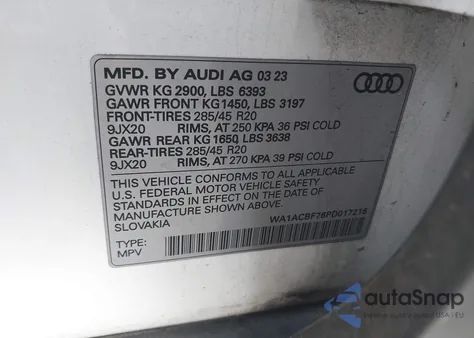 MFD. BY AUDI AG 03 23
GVWR KG 2900, LBS 6393
GAWR FRONT KG1450, LBS 3197
FRONT-TIRES 285/45 R20
9JX20 RIMS, AT 250 KPA 36 PSI COLD
GAWR REAR KG1650, LBS 3638
REAR-TIRES 285/45 R20
9JX20 RIMS, AT 270 KPA 39 PSI COLD
THIS VEHICLE CONFORMS TO ALL APPLICABLE
U.S. FEDERAL MOTOR VEHICLE SAFETY
STANDARDS IN EFFECT ON THE DATE OF
MANUFACTURE SHOWN ABOVE.
SLOVAKIA
TYPE:
MPV
autoSnap